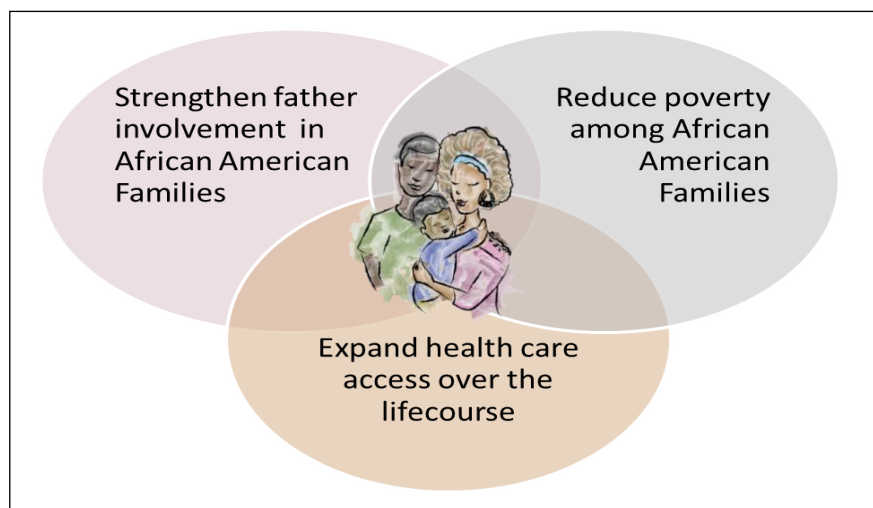 Strengthen father
involvement in
African American
Families
Reduce poverty
among African
American
Families
Expand health care
access over the
lifecourse